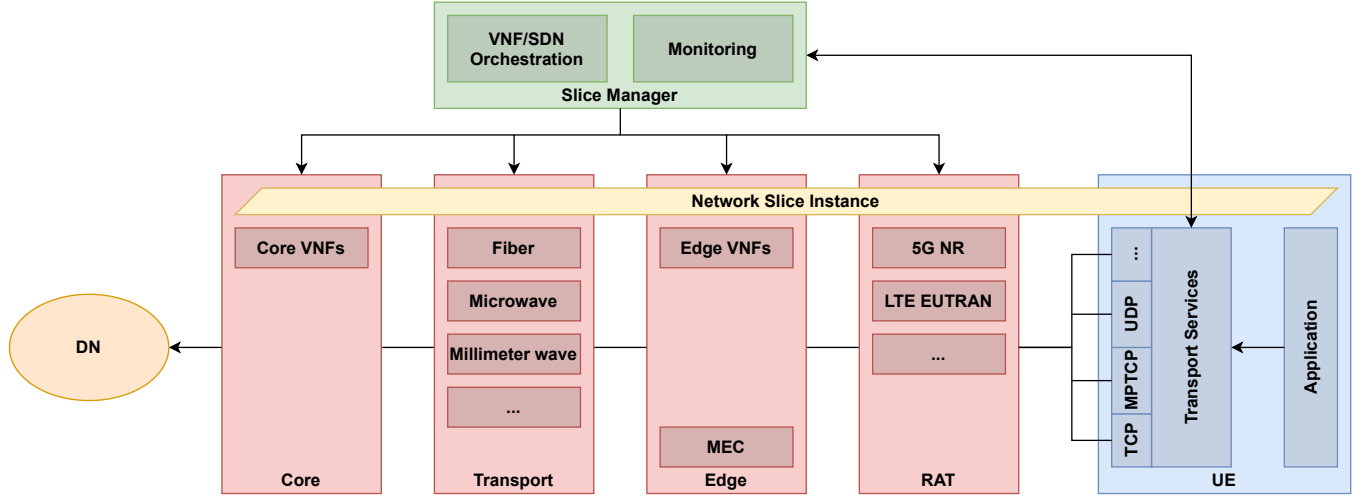 VNF/SDN
Orchestration
Monitoring
Slice Manager
Network Slice Instance
Core VNFs
Fiber
Edge VNFs
5G NR
...
Microwave
LTE EUTRAN
UDP
DN
Millimeter wave
...
MPTCP
Transport Services
Application
...
MEC
TCP
Core
Transport
Edge
RAT
UE